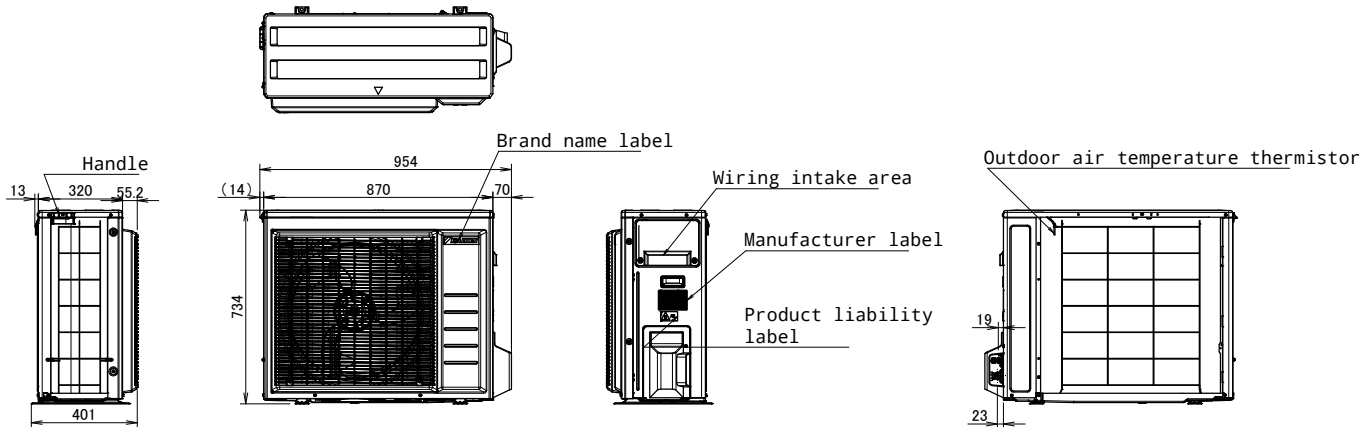 Brand name label
Handle
954
Outdoor air temperature thermistor
Wiring intake area
13
320
55.2
(14)
870
70
Manufacturer label
734
Product liability
label
19
401
23